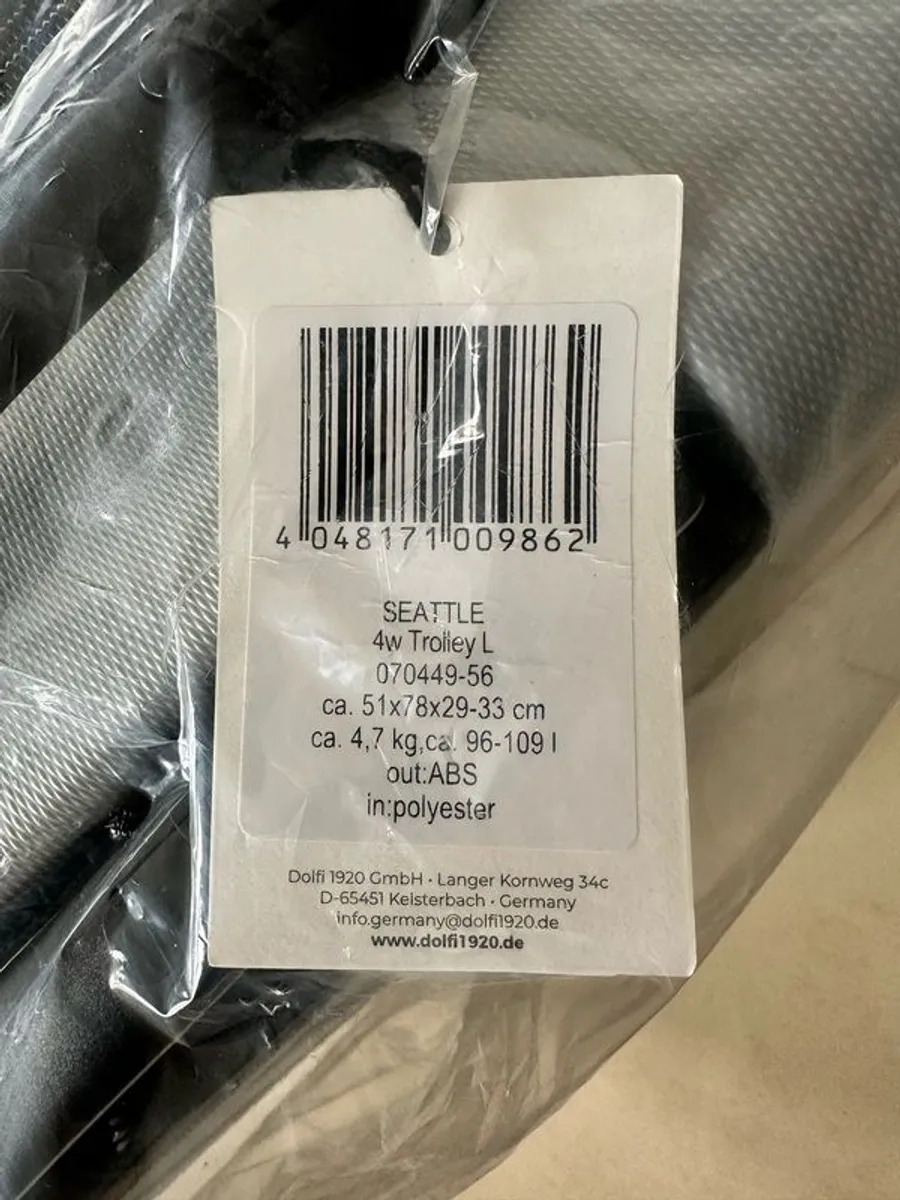 4 048171 009862
SEATTLE
4w Trolley L
070449-56
ca. 51x78x29-33 cm
ca. 4,7 kg,ca. 96-109 l
out:ABS
in:polyester
Dolfi 1920 GmbH · Langer Kornweg 34c
D-65451 Kelsterbach · Germany
info.germany@dolfi1920.de
www.dolfi1920.de